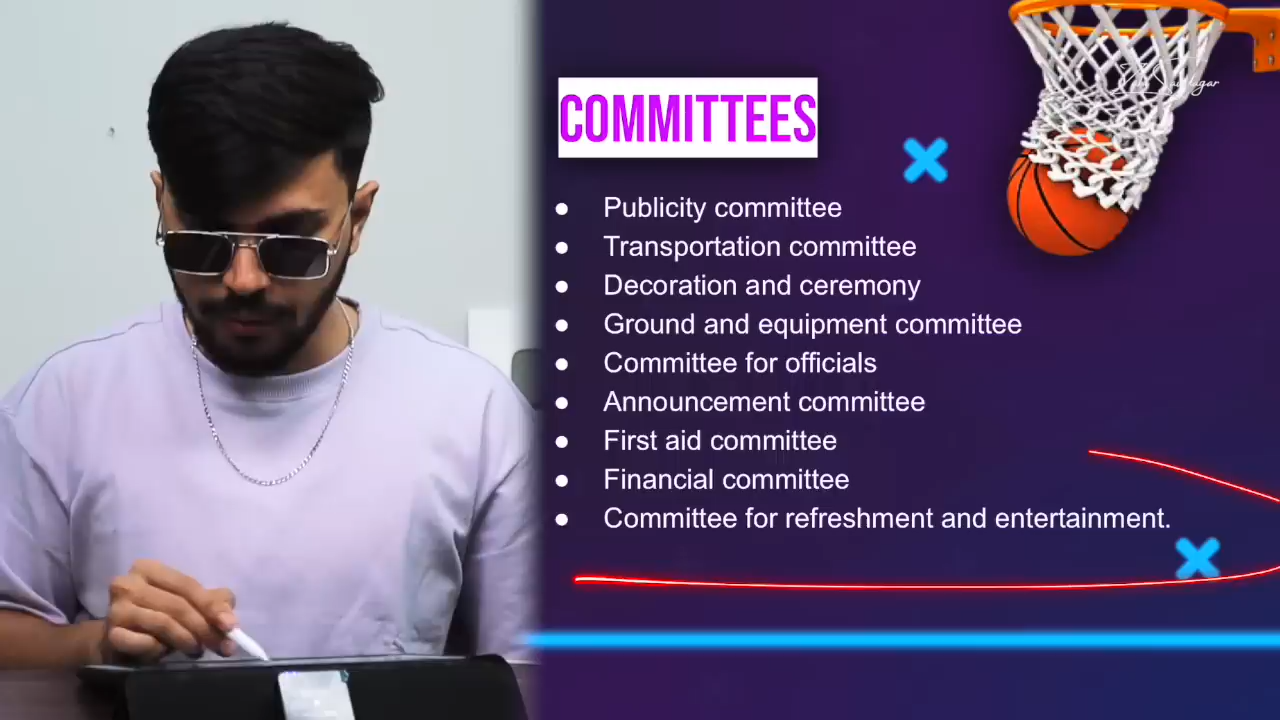 COMMITTEES
● Publicity committee
● Transportation committee
● Decoration and ceremony
● Ground and equipment committee
● Committee for officials
● Announcement committee
● First aid committee
● Financial committee
● Committee for refreshment and entertainment.